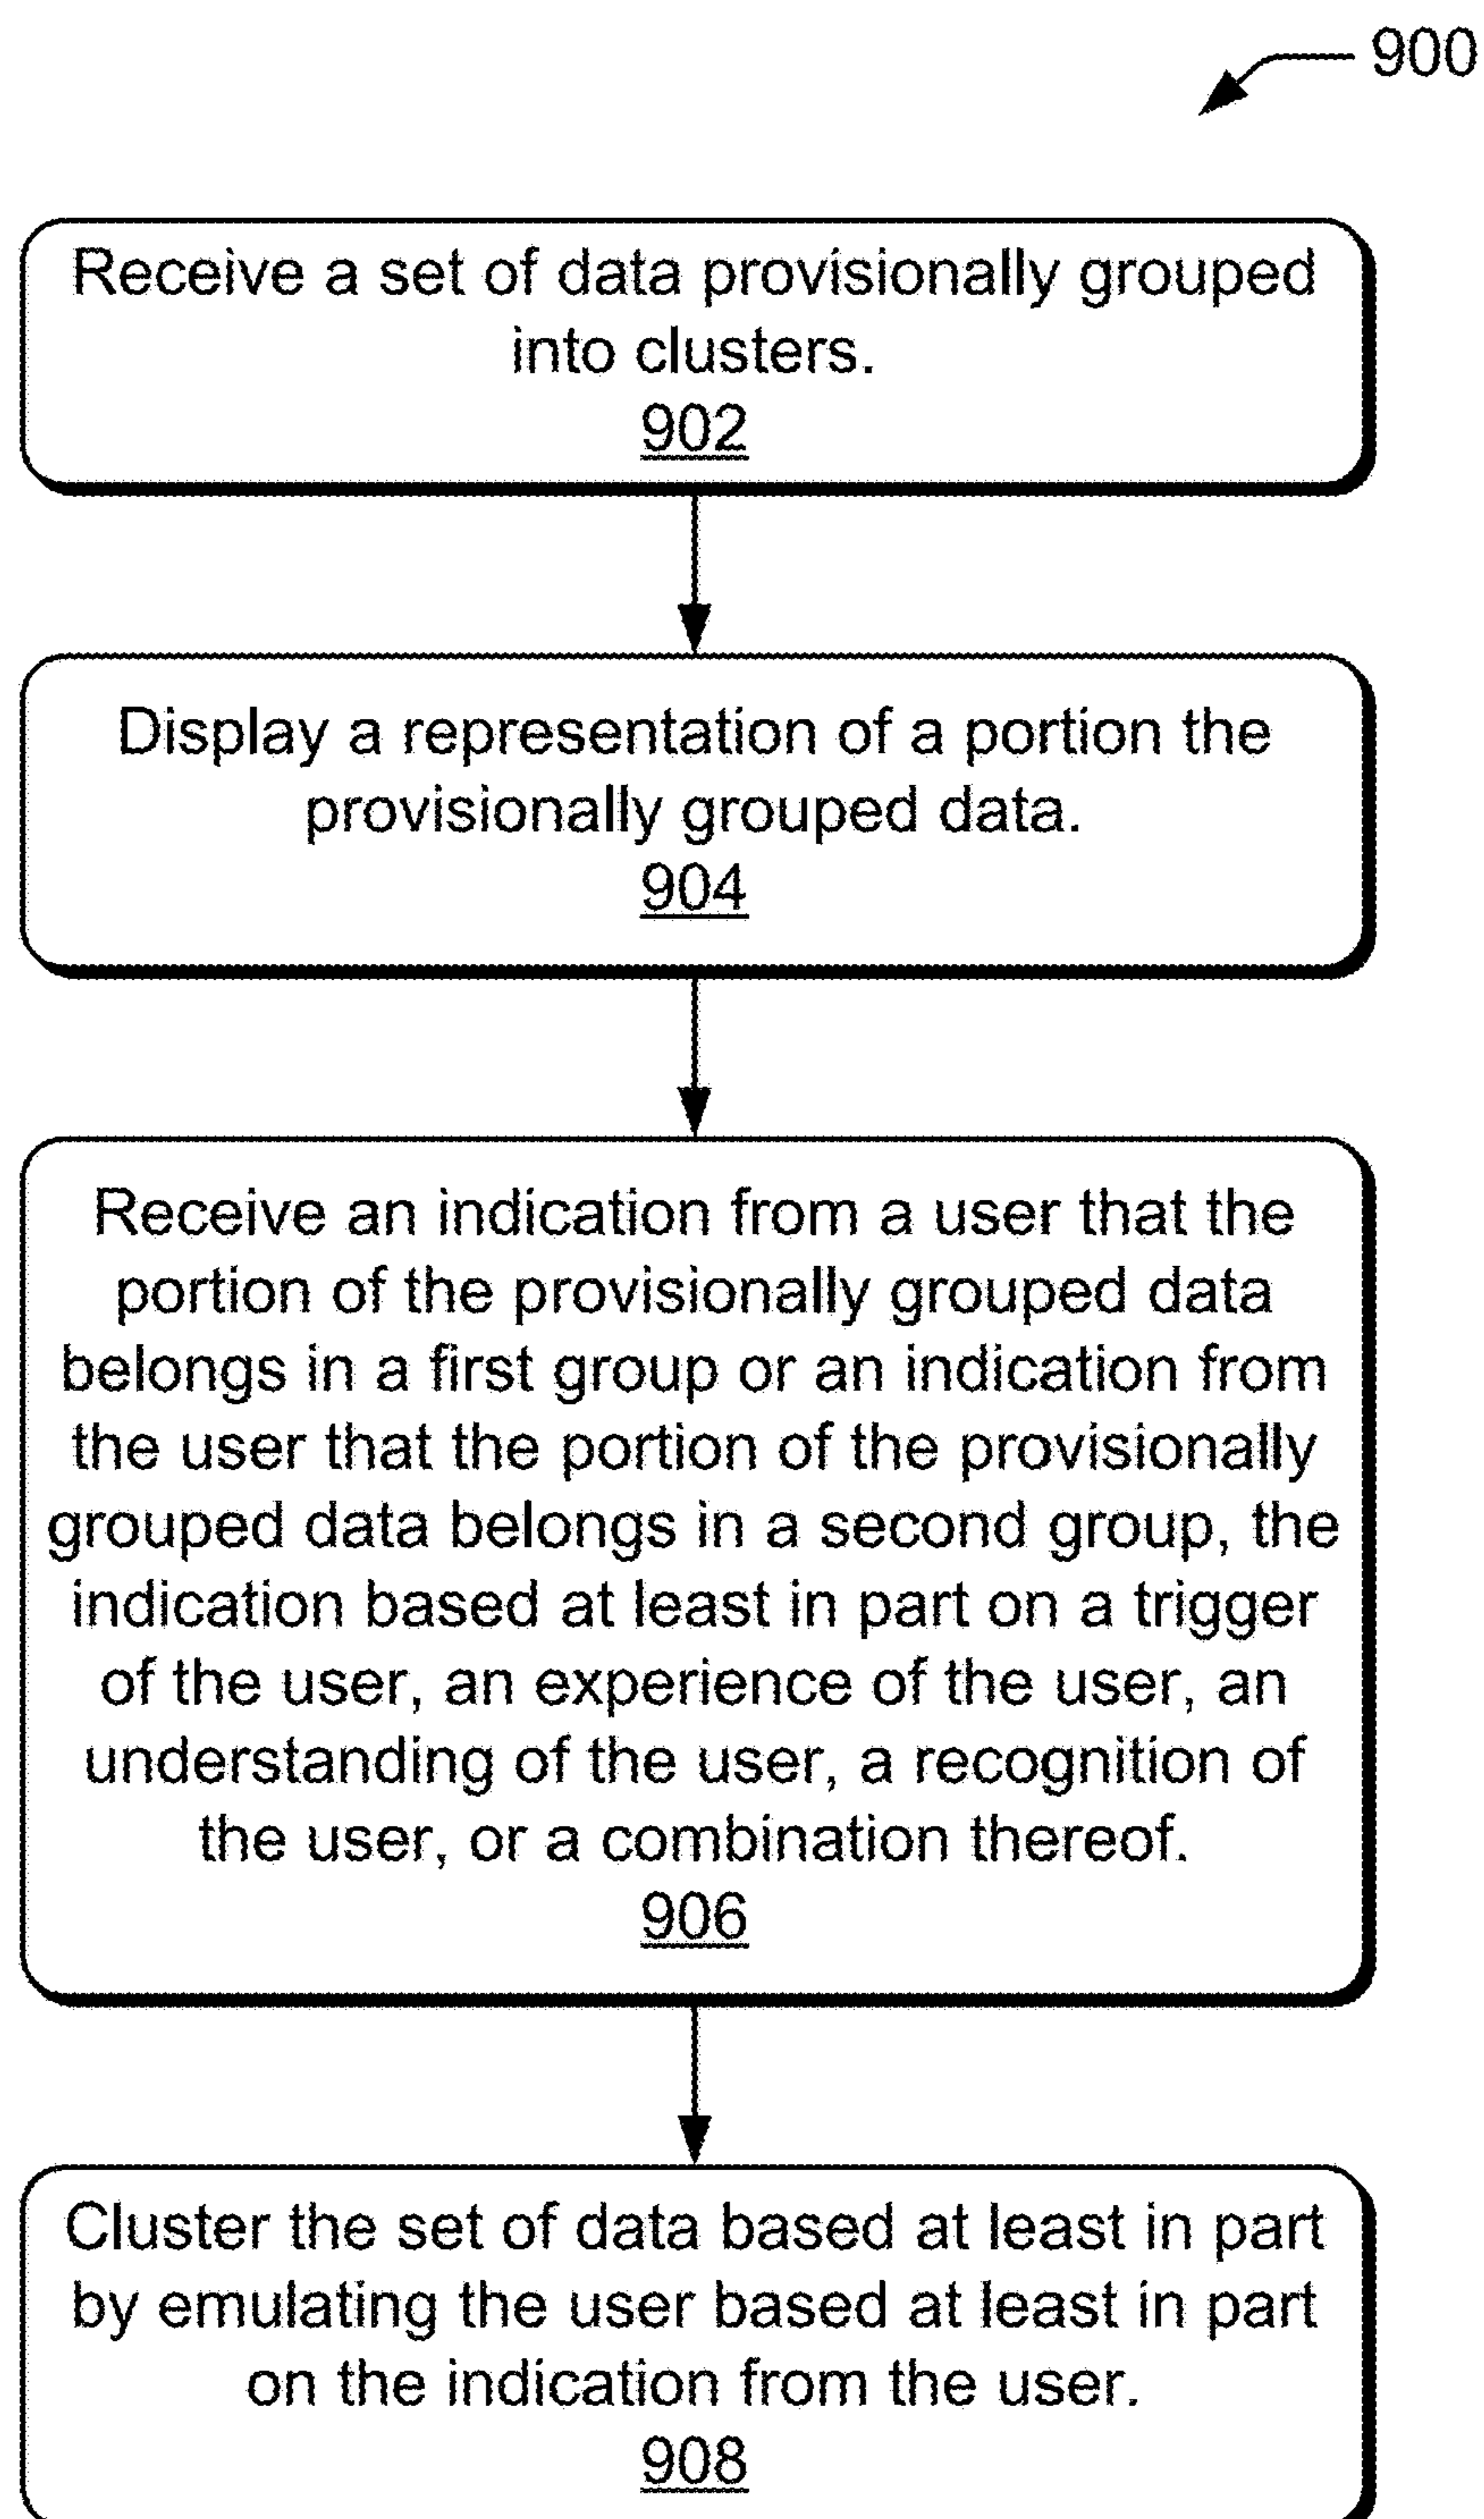 900
Receive a set of data provisionally grouped
into clusters.
902
Display a representation of a portion the
provisionally grouped data.
904
Receive an indication from a user that the
portion of the provisionally grouped data
belongs in a first group or an indication from
the user that the portion of the provisionally
grouped data belongs in a second group, the
indication based at least in part on a trigger
of the user, an experience of the user, an
understanding of the user, a recognition of
the user, or a combination thereof.
906
Cluster the set of data based at least in part
by emulating the user based at least in part
on the indication from the user.
908